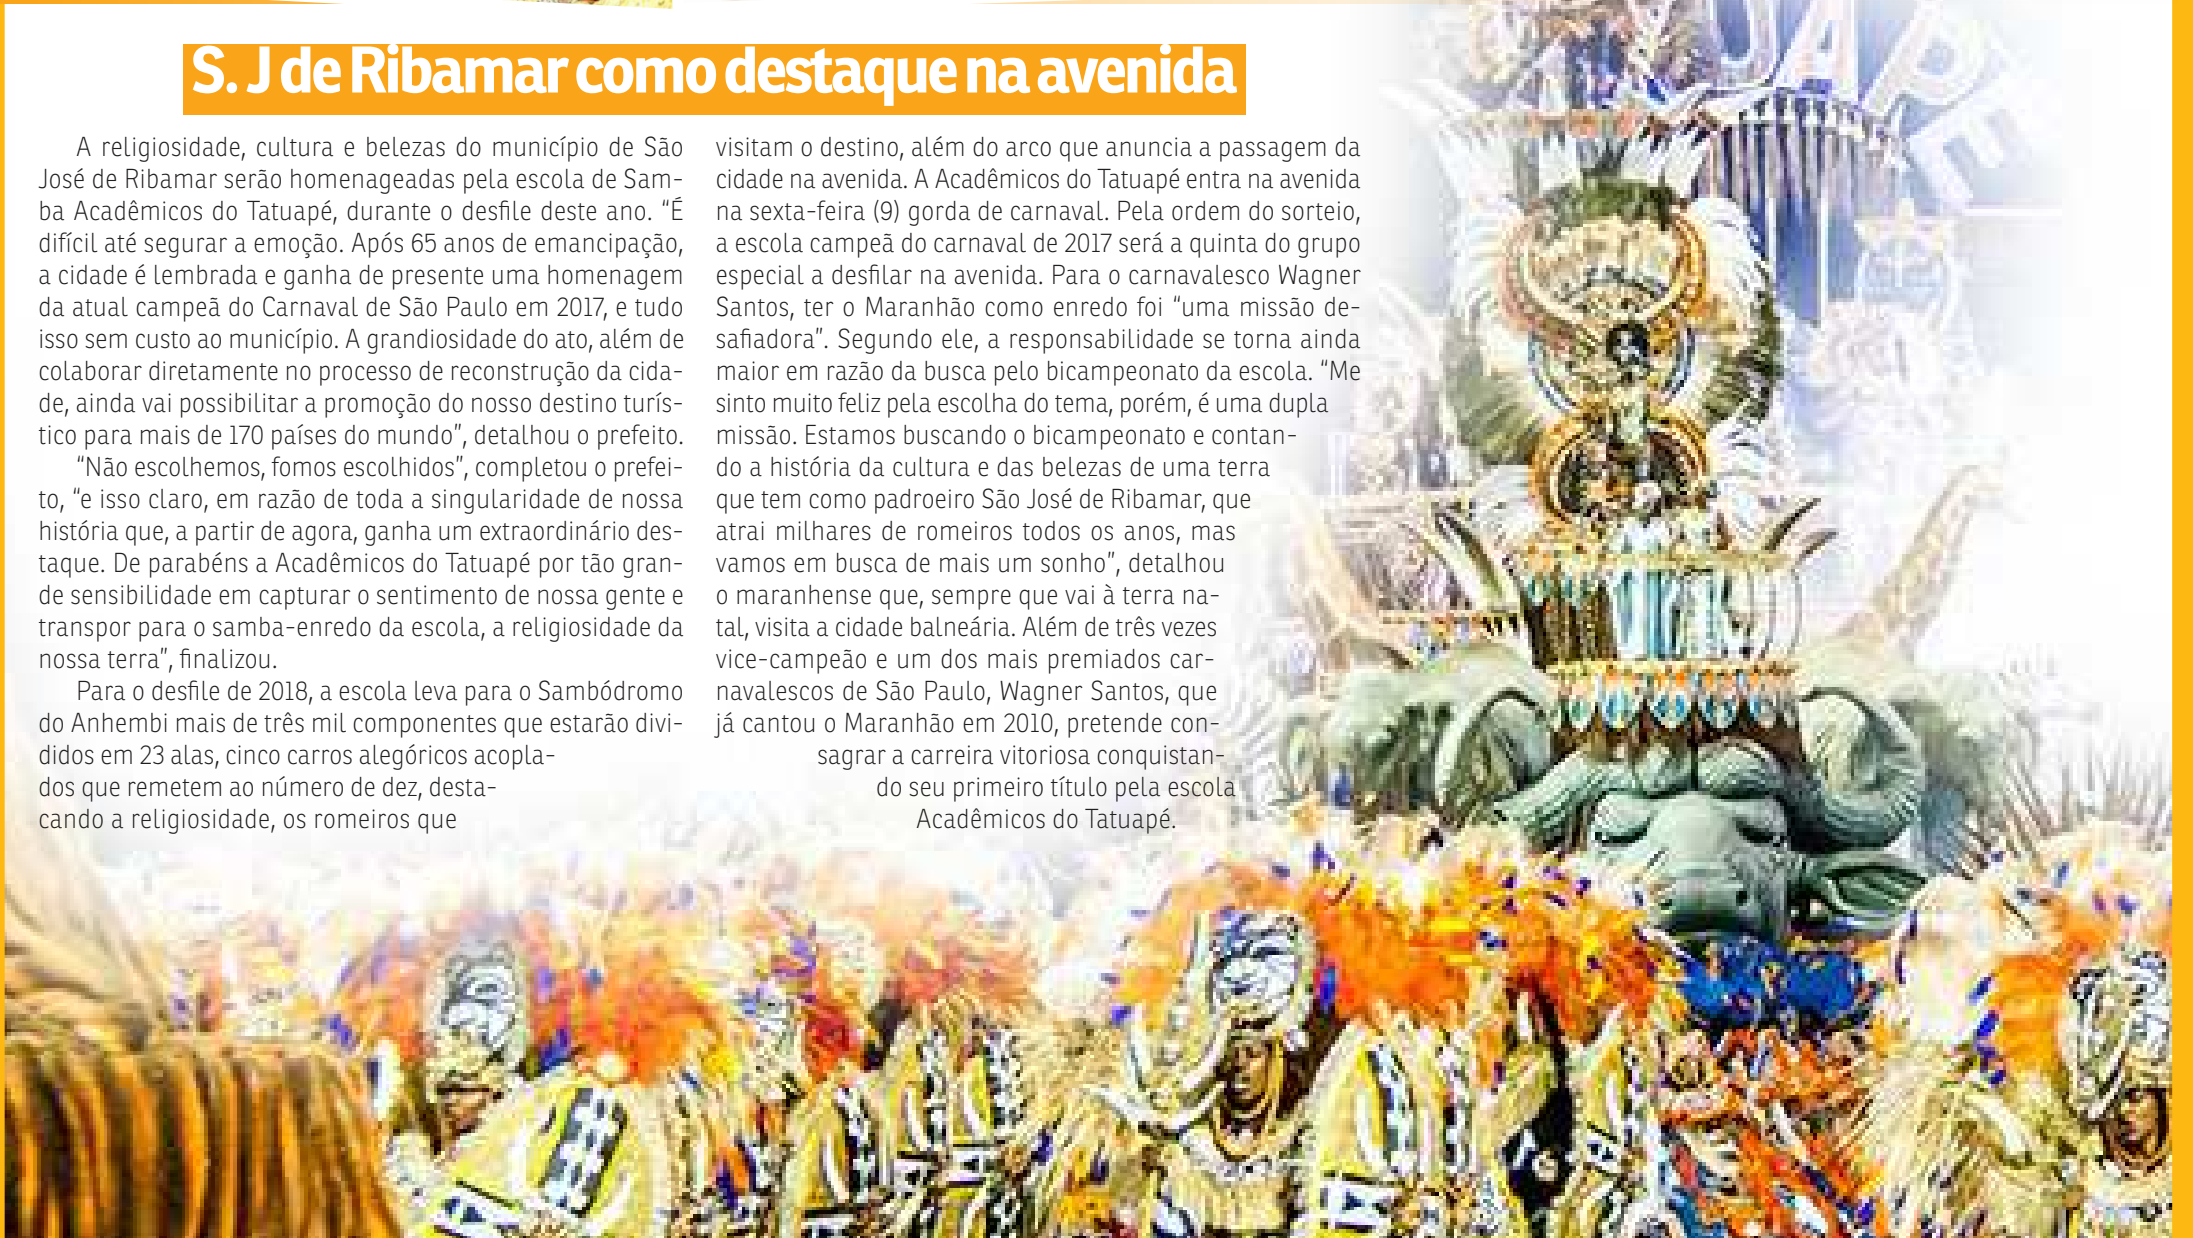 S. J de Ribamar como destaque na avenida
A religiosidade, cultura e belezas do município de São
José de Ribamar serão homenageadas pela escola de Sam-
ba Acadêmicos do Tatuapé, durante o desfile deste ano. “É
difícil até segurar a emoção. Após 65 anos de emancipação,
a cidade é lembrada e ganha de presente uma homenagem
da atual campeã do Carnaval de São Paulo em 2017, e tudo
isso sem custo ao município. A grandiosidade do ato, além de
colaborar diretamente no processo de reconstrução da cida-
de, ainda vai possibilitar a promoção do nosso destino turís-
tico para mais de 170 países do mundo”, detalhou o prefeito.
“Não escolhemos, fomos escolhidos”, completou o prefei-
to, “e isso claro, em razão de toda a singularidade de nossa
história que, a partir de agora, ganha um extraordinário des-
taque. De parabéns a Acadêmicos do Tatuapé por tão gran-
de sensibilidade em capturar o sentimento de nossa gente e
transpor para o samba-enredo da escola, a religiosidade da
nossa terra”, finalizou.
Para o desfile de 2018, a escola leva para o Sambódromo
do Anhembi mais de três mil componentes que estarão divi-
didos em 23 alas, cinco carros alegóricos acopla-
dos que remetem ao número de dez, desta-
cando a religiosidade, os romeiros que
visitam o destino, além do arco que anuncia a passagem da
cidade na avenida. A Acadêmicos do Tatuapé entra na avenida
na sexta-feira (9) gorda de carnaval. Pela ordem do sorteio,
a escola campeã do carnaval de 2017 será a quinta do grupo
especial a desfilar na avenida. Para o carnavalesco Wagner
Santos, ter o Maranhão como enredo foi “uma missão de-
safiadora”. Segundo ele, a responsabilidade se torna ainda
maior em razão da busca pelo bicampeonato da escola. “Me
sinto muito feliz pela escolha do tema, porém, é uma dupla
missão. Estamos buscando o bicampeonato e contan-
do a história da cultura e das belezas de uma terra
que tem como padroeiro São José de Ribamar, que
atrai milhares de romeiros todos os anos, mas
vamos em busca de mais um sonho”, detalhou
o maranhense que, sempre que vai à terra na-
tal, visita a cidade balneária. Além de três vezes
vice-campeão e um dos mais premiados car-
navalescos de São Paulo, Wagner Santos, que
já cantou o Maranhão em 2010, pretende con-
sagrar a carreira vitoriosa conquistan-
do seu primeiro título pela escola
Acadêmicos do Tatuapé.